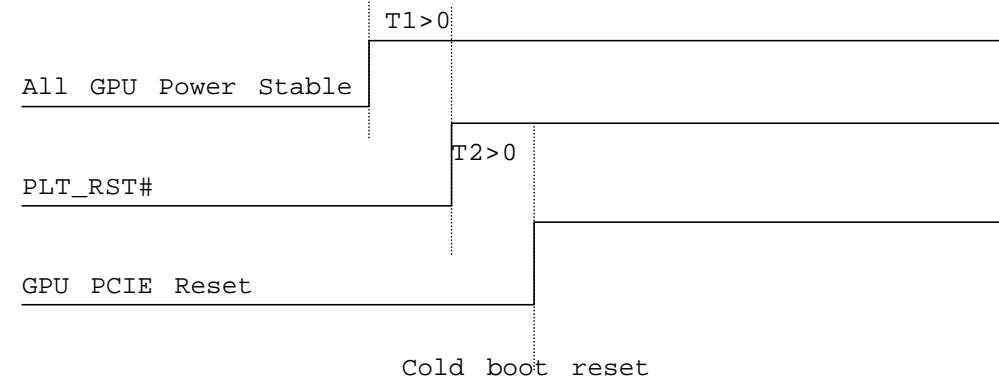 T1>0
All GPU Power Stable
T2>0
PLT_RST#
GPU PCIE Reset
Cold boot reset